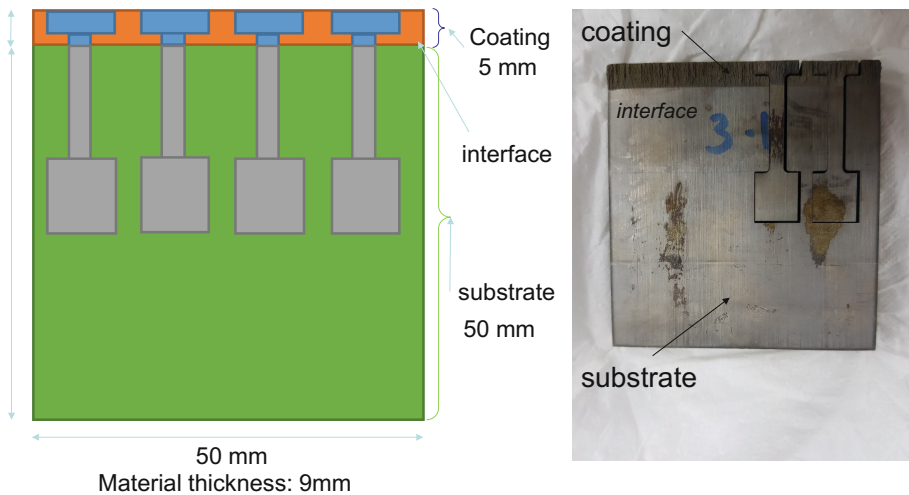 Coating
5 mm
interface
substrate
50 mm
50 mm
Material thickness: 9mm
coating
interface
3-1
substrate